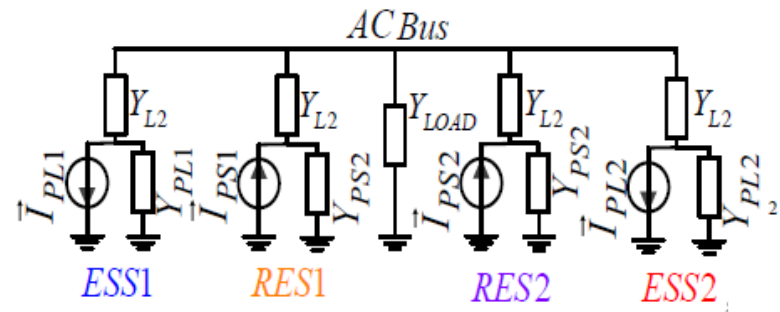 AC Bus
Y_L2
Y_L2
Y_LOAD
Y_L2
Y_L2
I_PL1
Y_PL1
I_PS1
Y_PS2
I_PS2
Y_PS2
I_PL2
Y_PL2
ESS1
RES1
RES2
ESS2